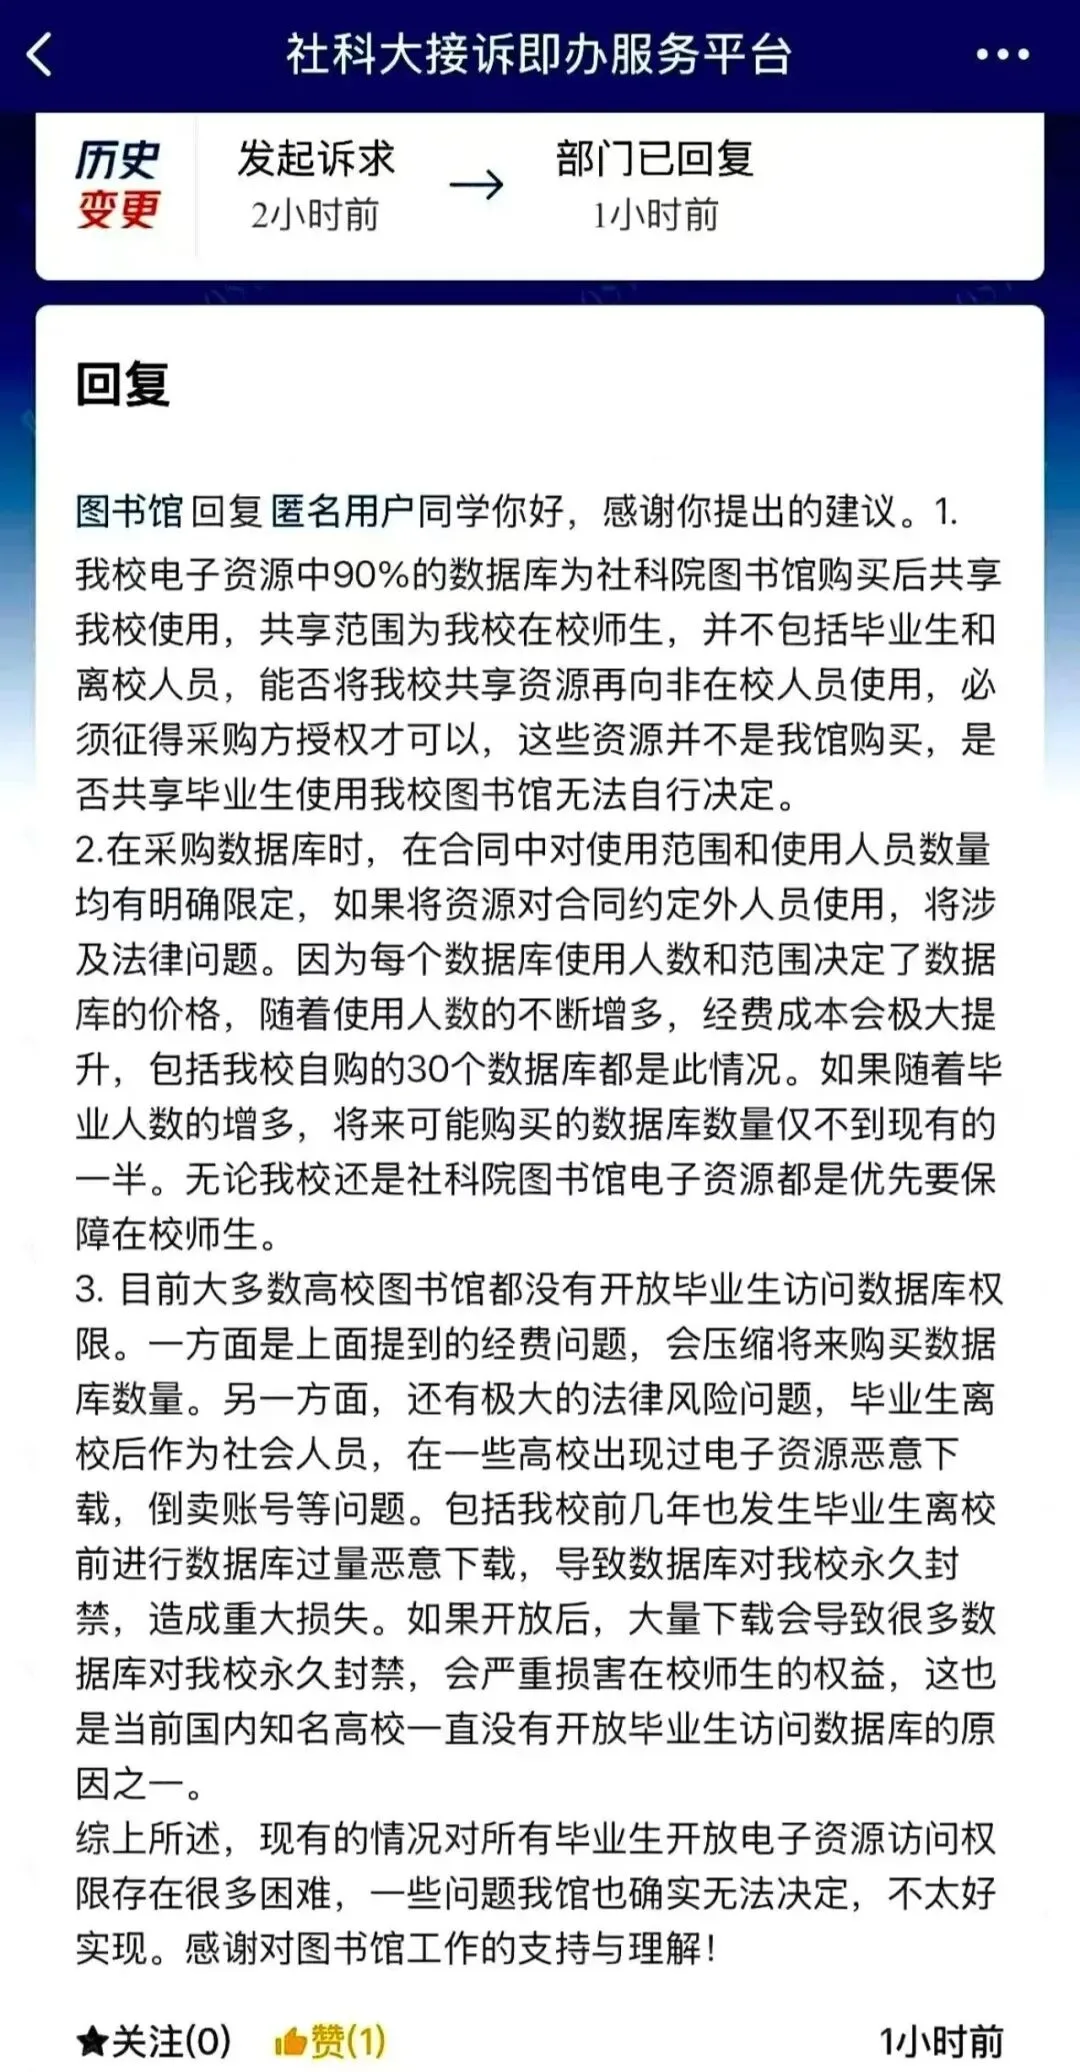 社科大接诉即办服务平台
历史
变更
发起诉求
2小时前
部门已回复
1小时前
回复
图书馆 回复 匿名用户同学你好，感谢你提出的建议。1.
我校电子资源中90%的数据库为社科院图书馆购买后共享
我校使用，共享范围为我校在校师生，并不包括毕业生和
离校人员，能否将我校共享资源再向非在校人员使用，必
须征得采购方授权才可以，这些资源并不是我馆购买，是
否共享毕业生使用我校图书馆无法自行决定。
2.在采购数据库时，在合同中对使用范围和使用人员数量
均有明确限定，如果将资源对合同约定外人员使用，将涉
及法律问题。因为每个数据库使用人数和范围决定了数据
库的价格，随着使用人数的不断增多，经费成本会极大提
升，包括我校自购的30个数据库都是此情况。如果随着毕
业人数的增多，将来可能购买的数据库数量仅不到现有的
一半。无论我校还是社科院图书馆电子资源都是优先要保
障在校师生。
3. 目前大多数高校图书馆都没有开放毕业生访问数据库权
限。一方面是上面提到的经费问题，会压缩将来购买数据
库数量。另一方面，还有极大的法律风险问题，毕业生离
校后作为社会人员，在一些高校出现过电子资源恶意下
载，倒卖账号等问题。包括我校前几年也发生毕业生离校
前进行数据库过量恶意下载，导致数据库对我校永久封
禁，造成重大损失。如果开放后，大量下载会导致很多数
据库对我校永久封禁，会严重损害在校师生的权益，这也
是当前国内知名高校一直没有开放毕业生访问数据库的原
因之一。
综上所述，现有的情况对所有毕业生开放电子资源访问权
限存在很多困难，一些问题我馆也确实无法决定，不太好
实现。感谢对图书馆工作的支持与理解！
关注(0)
赞(1)
1小时前